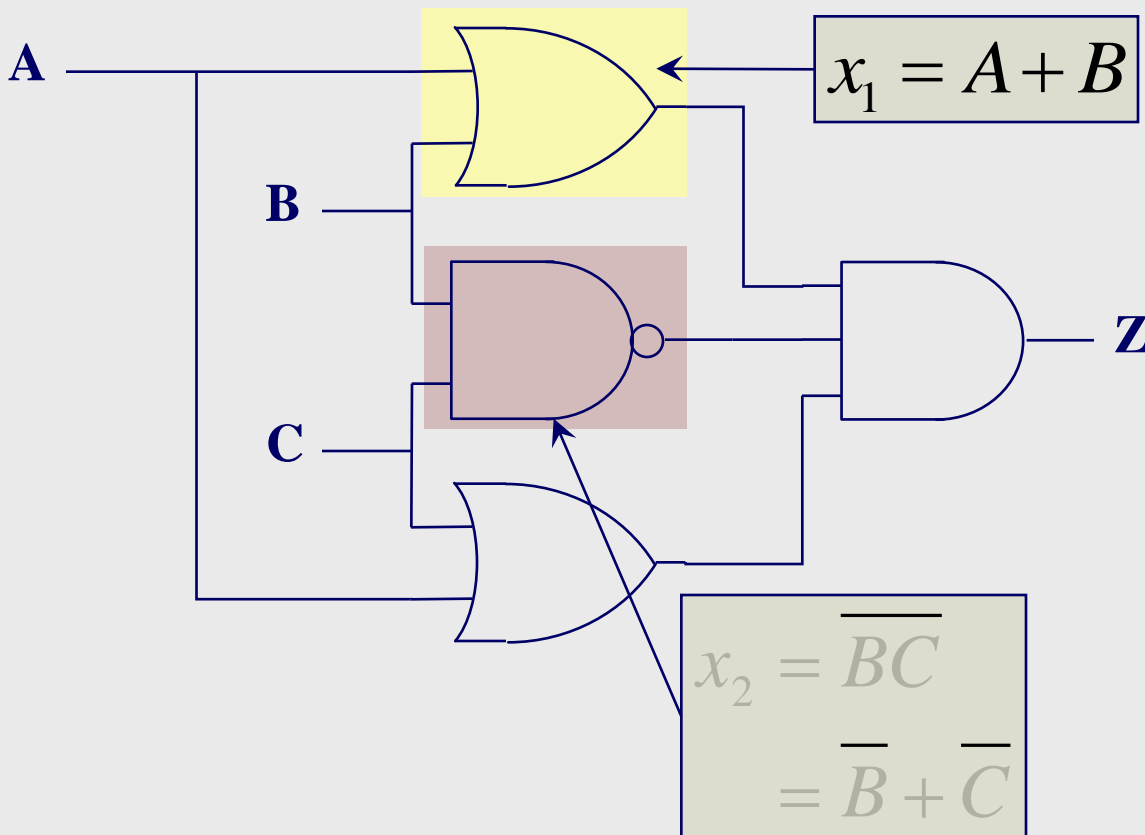 A
x₁ = A + B
B
Z
C
x₂ = B̅C̅
= B̅ + C̅